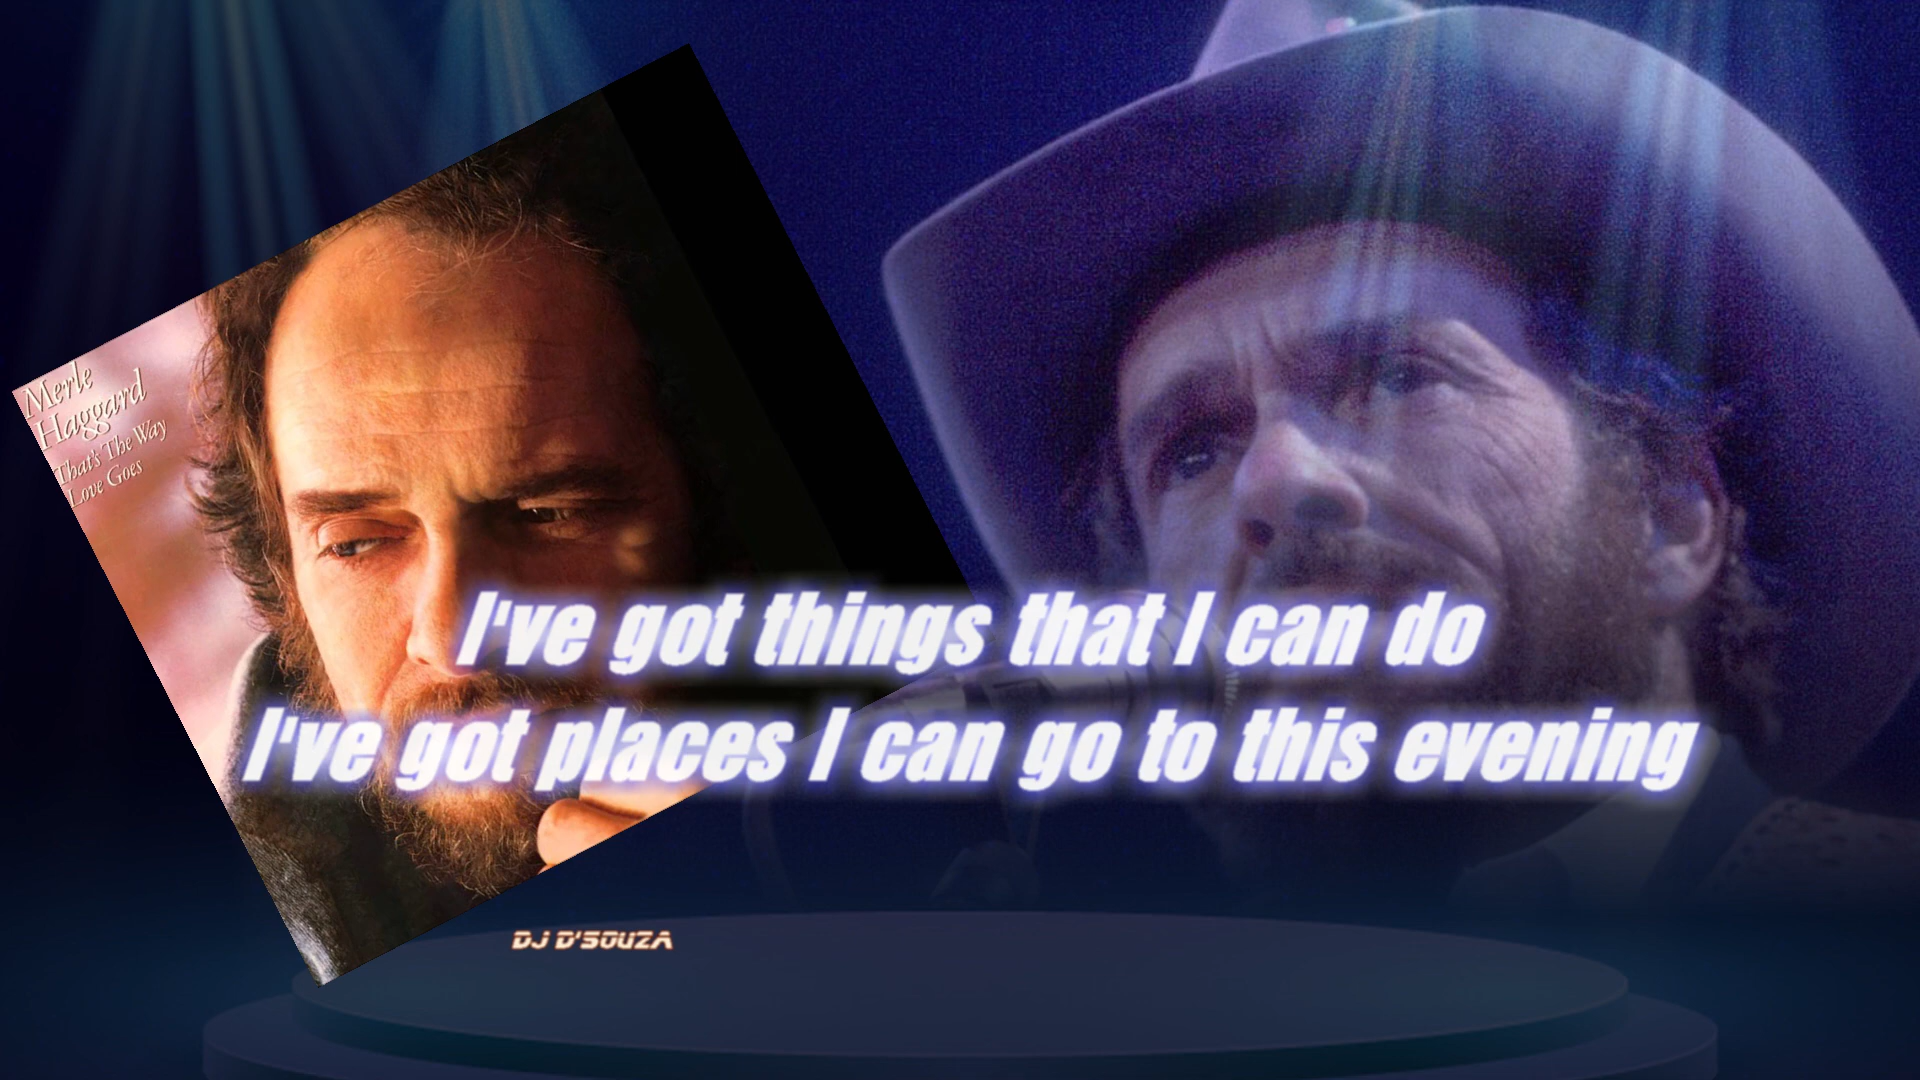 Merle
Haggard
That's The Way
Love Goes
I've got things that I can do
I've got places I can go to this evening
DJ D'SOUZA